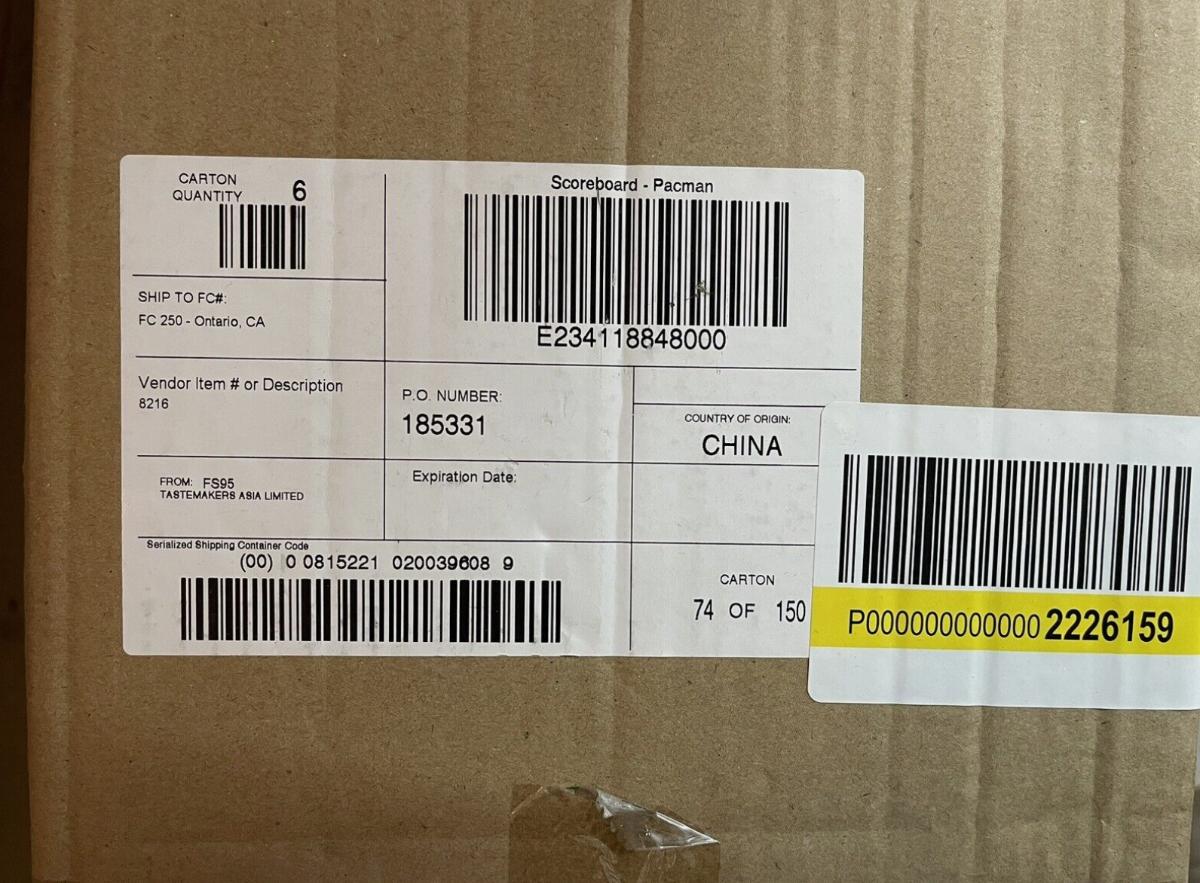 CARTON
QUANTITY 6
Scoreboard - Pacman
E234118848000
SHIP TO FC#:
FC 250 - Ontario, CA
Vendor Item # or Description
8216
P.O. NUMBER:
185331
COUNTRY OF ORIGIN:
CHINA
FROM: FS95
TASTEMAKERS ASIA LIMITED
Expiration Date:
Serialized Shipping Container Code
(00) 0 0815221 020039608 9
CARTON
74 OF 150
P0000000000002226159